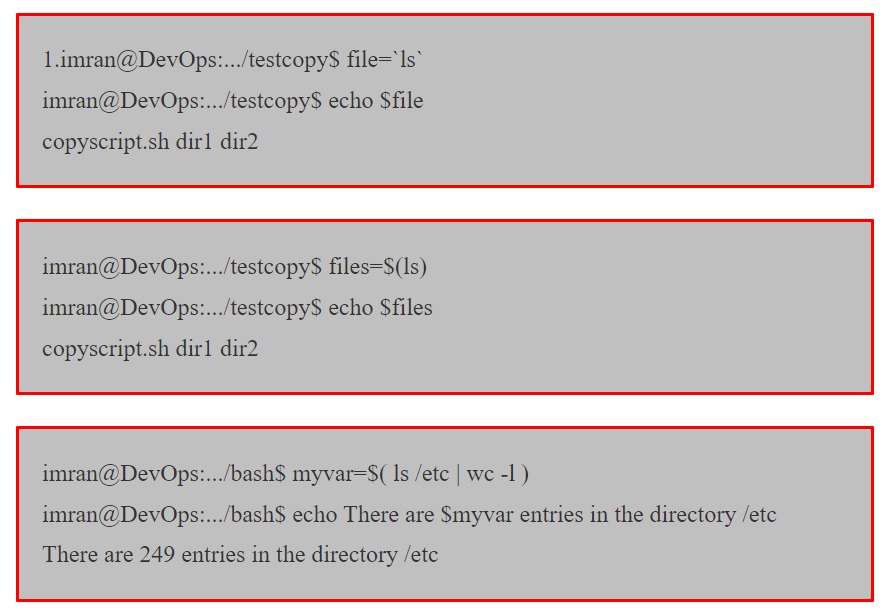 1.imran@DevOps:.../testcopy$ file=`ls`
imran@DevOps:.../testcopy$ echo $file
copyscript.sh dir1 dir2
imran@DevOps:.../testcopy$ files=$(ls)
imran@DevOps:.../testcopy$ echo $files
copyscript.sh dir1 dir2
imran@DevOps:.../bash$ myvar=$( ls /etc | wc -l )
imran@DevOps:.../bash$ echo There are $myvar entries in the directory /etc
There are 249 entries in the directory /etc